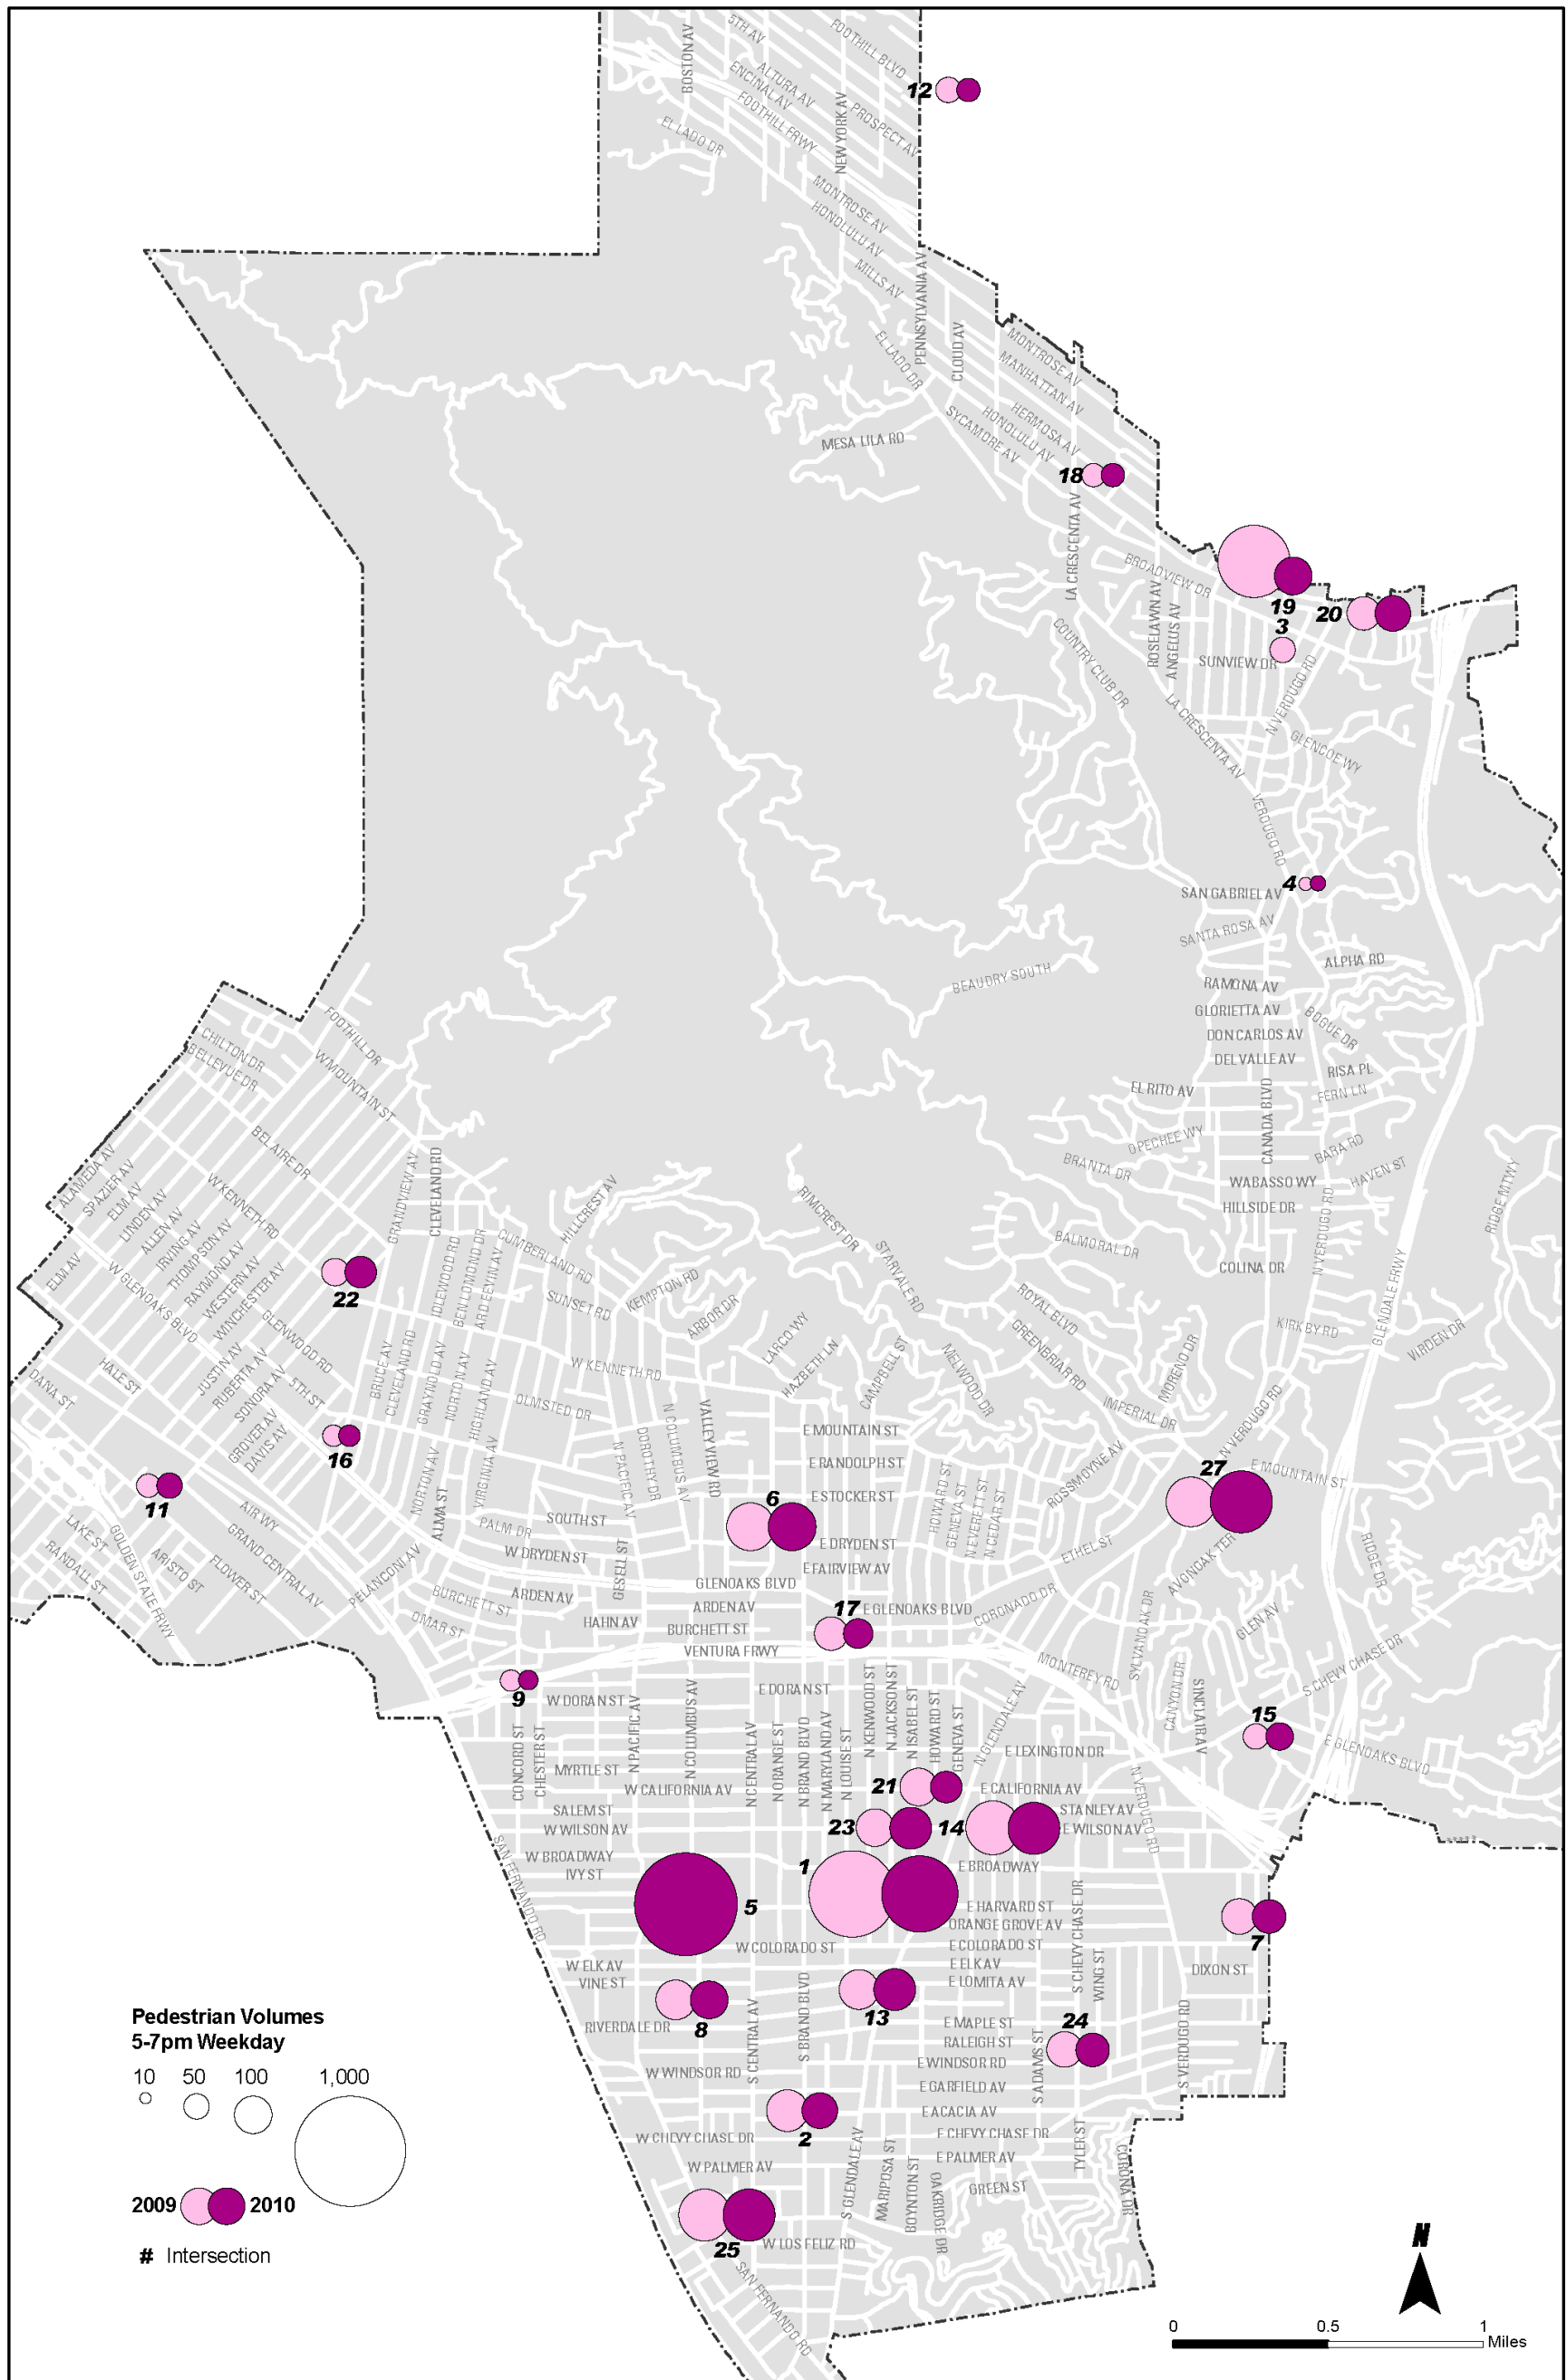 BOSTON AV
5TH AV
FOOTHILL BLVD
ALTURA AV
ENCINAL AV
FOOTHILL FRWY
NEW YORK AV
PROSPECT AV
12
EL LADO DR
MONTROSE AV
HONOLULU AV
MILLS AV
PENNSYLVANIA AV
EL LADO DR
CLOUD AV
MONTROSE AV
MANHATTAN AV
HERMOSA AV
HONOLULU AV
SYCAMORE AV
MESA LILA RD
18
LA CRESCENTA AV
BROADVIEW DR
19
3
20
ROSELAWN AV
ANGELUS AV
SUNVIEW DR
N VERDUGO RD
COUNTRY CLUB DR
LA CRESCENTA AV
GLENCOE WY
VERDUGO RD
4
SAN GABRIEL AV
SANTA ROSA AV
ALPHA RD
BEAUDRY SOUTH
RAMONA AV
GLORIETTA AV
BOGUE DR
DON CARLOS AV
DEL VALLE AV
RISA PL
EL RITO AV
FERN LN
CANADA BLVD
OPECHEE WY
BARA RD
BRANTA DR
HAVEN ST
WABASSO WY
HILLSIDE DR
N VERDUGO RD
RIDGE MTWY
BALMORAL DR
COLINA DR
GLENDALE FRWY
KIRKBY RD
VIRDEN DR
CHILTON DR
BELLEVUE DR
FOOTHILL DR
W MOUNTAIN ST
BEL AIRE DR
W KENNETH RD
ALAMEDA AV
SPAZIER AV
ELM AV
LINDEN AV
ALLEN AV
IRVING AV
THOMPSON AV
RAYMOND AV
WESTERN AV
WINCHESTER AV
ELM AV
W GLENOAKS BLVD
GLENWOOD RD
22
GRANDVIEW AV
CLEVELAND RD
IDLEWOOD RD
BEN LOMOND DR
ARD EEVIN AV
CUMBERLAND RD
HILLCREST AV
SUNSET RD
KEMPTON RD
ARBOR DR
RIMCREST DR
STARVALE RD
ROYAL BLVD
GREENBRIAR RD
LARCO WY
HAZBETH LN
CAMPBELL ST
MELWOOD DR
MORENO DR
IMPERIAL DR
N VERDUGO RD
HALE ST
DANA ST
JUSTIN AV
RUBERTA AV
SONORA AV
5TH ST
GROVER AV
DAVIS AV
BRUCE AV
CLEVELAND RD
GRAYNOLD AV
NORTON AV
HIGHLAND AV
W KENNETH RD
OLMSTED DR
16
11
VALLEY VIEW RD
N COLUMBUS AV
DOROTHY DR
N PACIFIC AV
E MOUNTAIN ST
E RANDOLPH ST
E STOCKER ST
6
HOWARD ST
GENEVA ST
N EVERETT ST
N CEDAR ST
ROSSMOYNE AV
27
E MOUNTAIN ST
NORTON AV
ALMA ST
VIRGINIA AV
PALM DR
SOUTH ST
W DRYDEN ST
E DRYDEN ST
E FAIRVIEW AV
ETHEL ST
AVONOAK TER
RIDGE DR
AIR WY
GRAND CENTRAL AV
FLOWER ST
ARISTO ST
GOLDEN STATE FRWY
LAKE ST
RANDALL ST
PELANCONI AV
BURCHETT ST
OMAR ST
GESELL ST
ARDEN AV
HAHN AV
GLENOAKS BLVD
ARDEN AV
BURCHETT ST
VENTURA FRWY
17
E GLENOAKS BLVD
CORONADO DR
SYLVANOAK DR
GLEN AV
S CHEVY CHASE DR
MONTEREY RD
CANYON DR
SINCLAIR AV
9
W DORAN ST
E DORAN ST
15
E GLENOAKS BLVD
CONCORD ST
CHESTER ST
N PACIFIC AV
N COLUMBUS AV
N CENTRAL AV
N ORANGE ST
N BRAND BLVD
N MARYLAND AV
N LOUISE ST
N KENWOOD ST
N JACKSON ST
N ISABEL ST
HOWARD ST
GENEVA ST
N GLENDALE AV
E LEXINGTON DR
MYRTLE ST
W CALIFORNIA AV
21
E CALIFORNIA AV
N VERDUGO RD
SALEM ST
W WILSON AV
23
14
STANLEY AV
E WILSON AV
W BROADWAY
IVY ST
1
E BROADWAY
SAN FERNANDO RD
5
E HARVARD ST
ORANGE GROVE AV
7
W COLORADO ST
E COLORADO ST
S CHEVY CHASE DR
WING ST
W ELK AV
VINE ST
E ELK AV
E LOMITA AV
DIXON ST
RIVERDALE DR
8
13
S CENTRAL AV
S BRAND BLVD
E MAPLE ST
RALEIGH ST
E WINDSOR RD
24
S ADAMS ST
S VERDUGO RD
W WINDSOR RD
E GARFIELD AV
E ACACIA AV
2
W CHEVY CHASE DR
E CHEVY CHASE DR
W PALMER AV
E PALMER AV
TYLER ST
CORONA DR
S GLENDALE AV
MARIPOSA ST
BOYNTON ST
OAKRIDGE DR
GREEN ST
25
W LOS FELIZ RD
SAN FERNANDO RD
Pedestrian Volumes
5-7pm Weekday
10 50 100 1,000
2009 2010
# Intersection
N
0 0.5 1
Miles